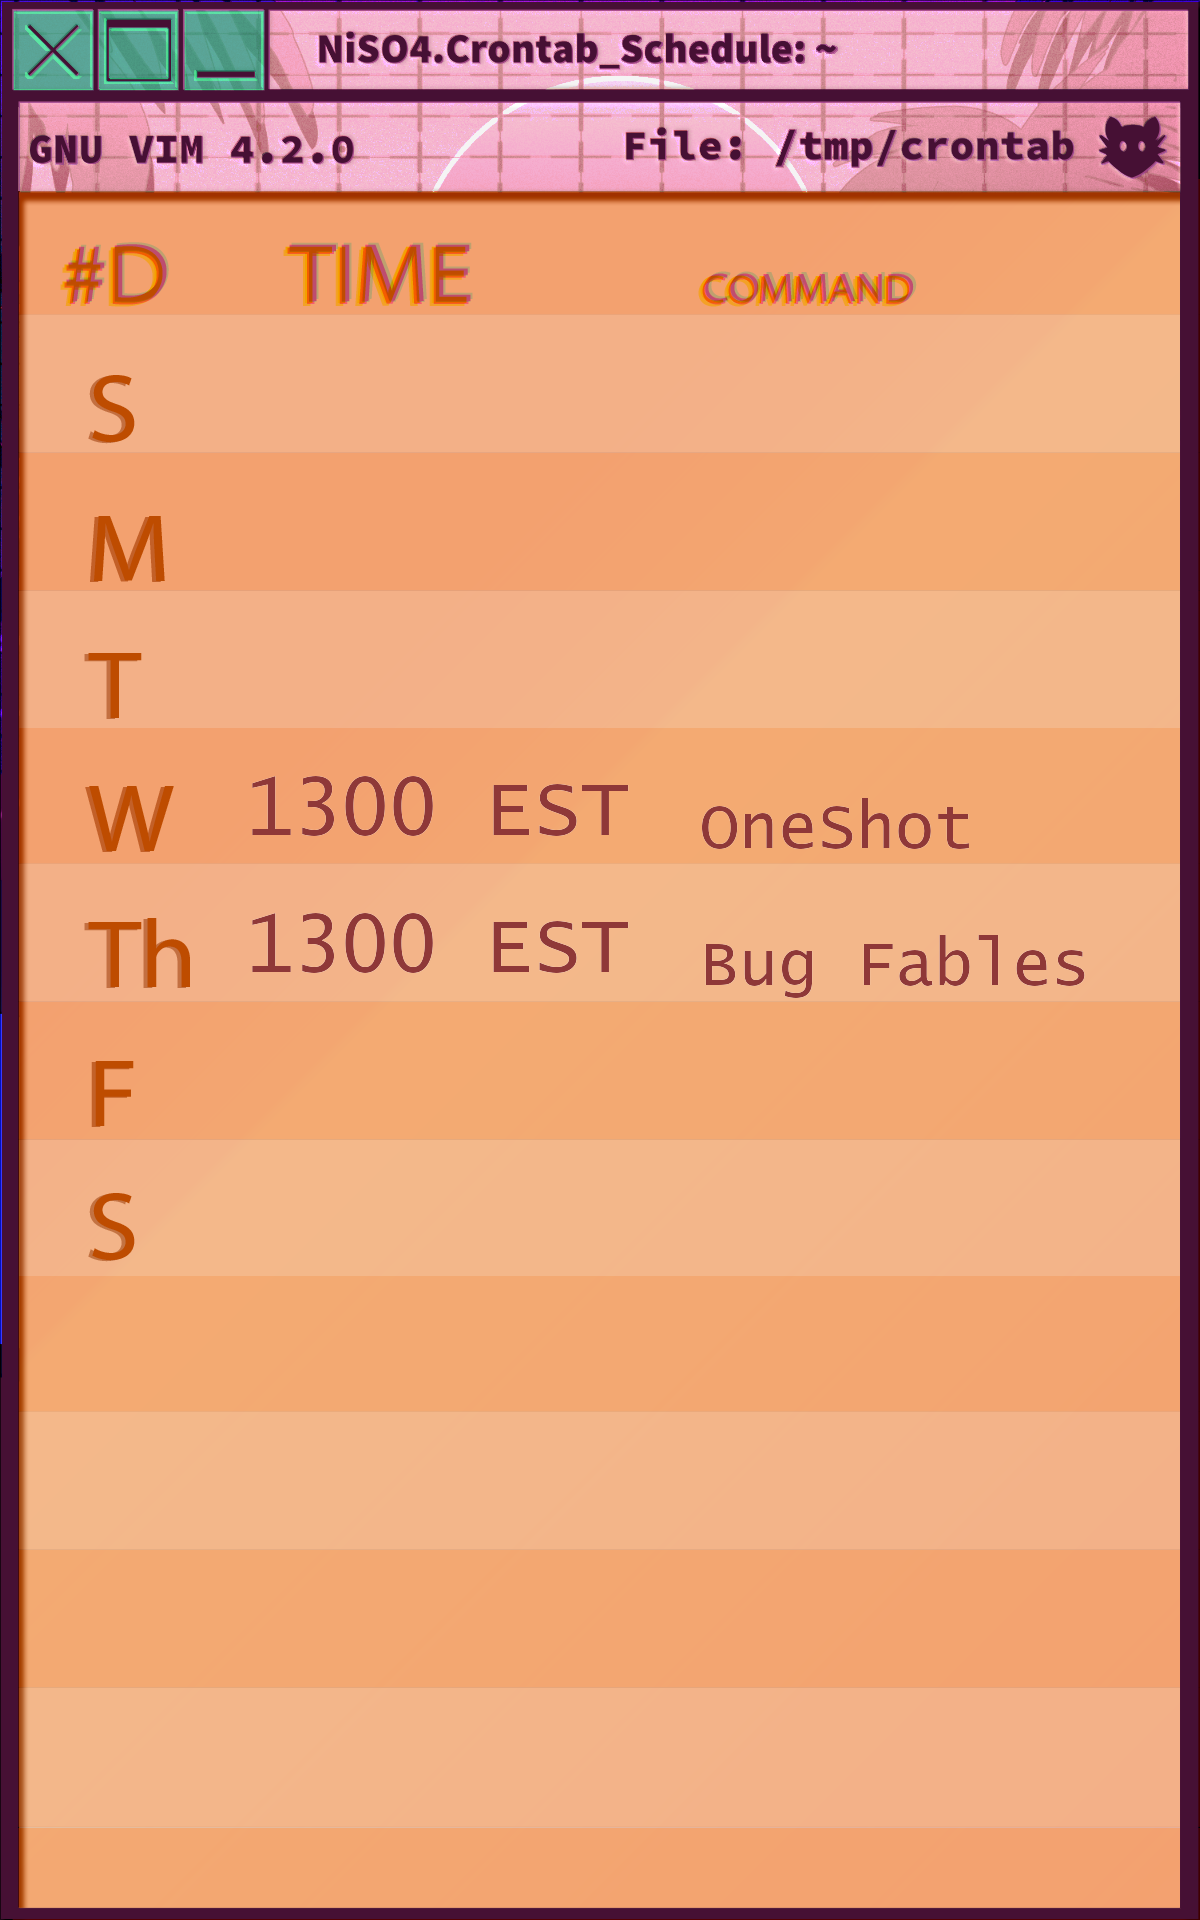 NiSO4.Crontab_Schedule: ~
GNU VIM 4.2.0 File: /tmp/crontab
#D TIME COMMAND
S
M
T
W 1300 EST OneShot
Th 1300 EST Bug Fables
F
S